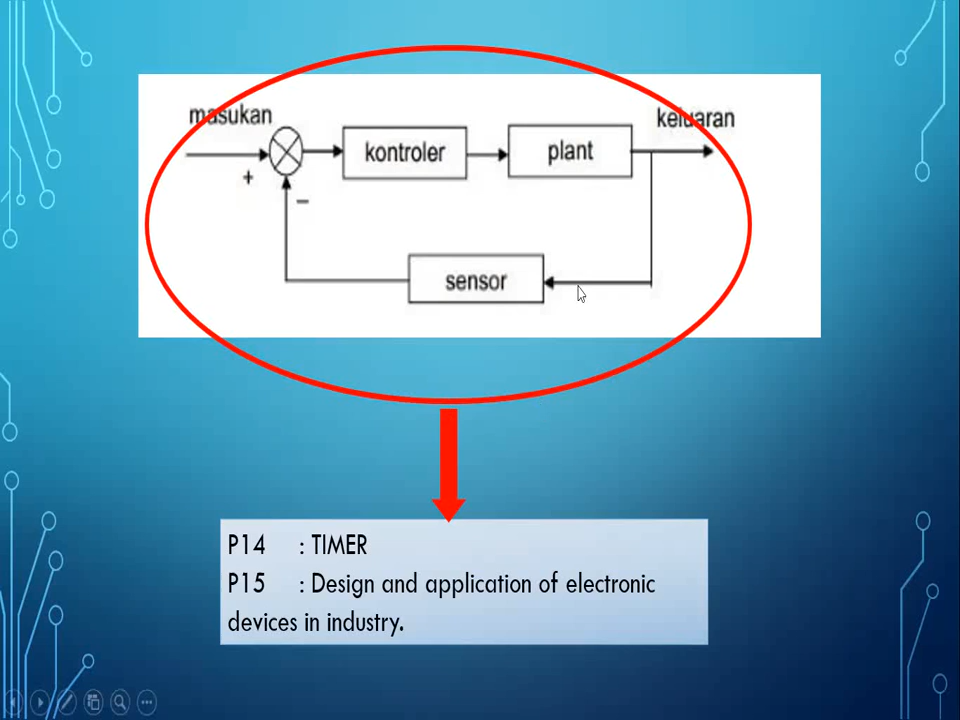 masukan
keluaran
kontroler
plant
+
−
sensor
P14 : TIMER
P15 : Design and application of electronic
devices in industry.